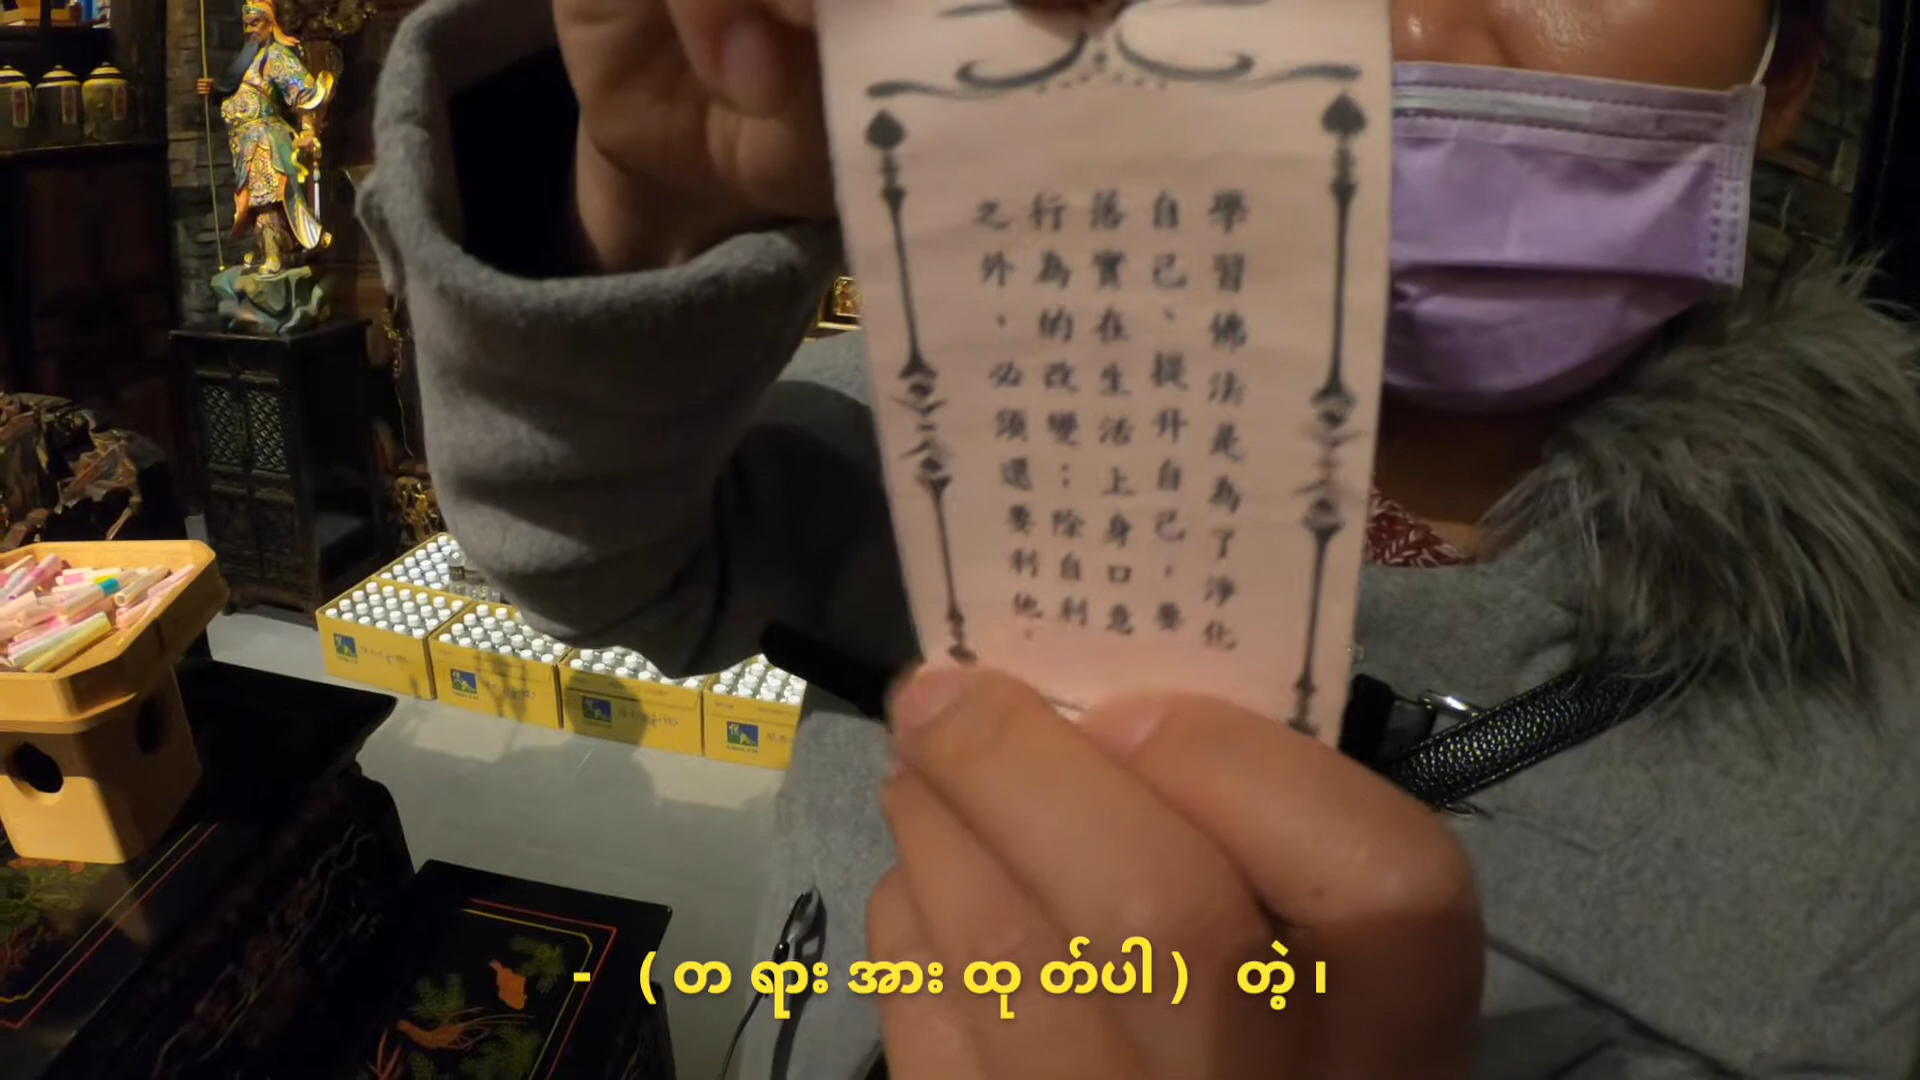 學習佛法是為了淨化
自己、提升自己，要
落實在生活上身口意
行為的改變；除自利
之外，必須還要利他。
- (တ ရား အား ထု တ်ပါ) တဲ့၊